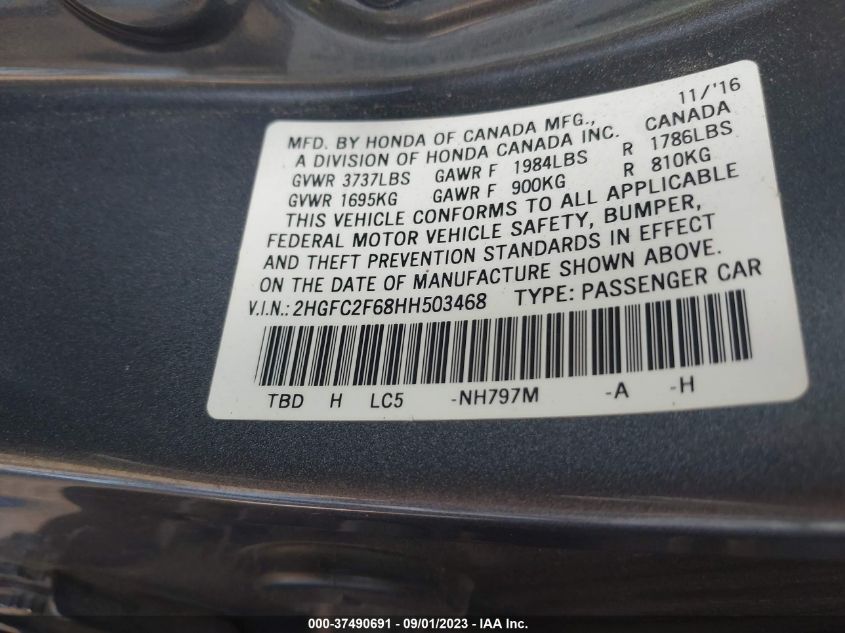 11/'16
MFD. BY HONDA OF CANADA MFG., CANADA
A DIVISION OF HONDA CANADA INC.
GVWR 3737LBS GAWR F 1984LBS R 1786LBS
GVWR 1695KG GAWR F 900KG R 810KG
THIS VEHICLE CONFORMS TO ALL APPLICABLE
FEDERAL MOTOR VEHICLE SAFETY, BUMPER,
AND THEFT PREVENTION STANDARDS IN EFFECT
ON THE DATE OF MANUFACTURE SHOWN ABOVE.
V.I.N.: 2HGFC2F68HH503468 TYPE: PASSENGER CAR
TBD H LC5 -NH797M -A -H
000-37490691 - 09/01/2023 - IAA Inc.